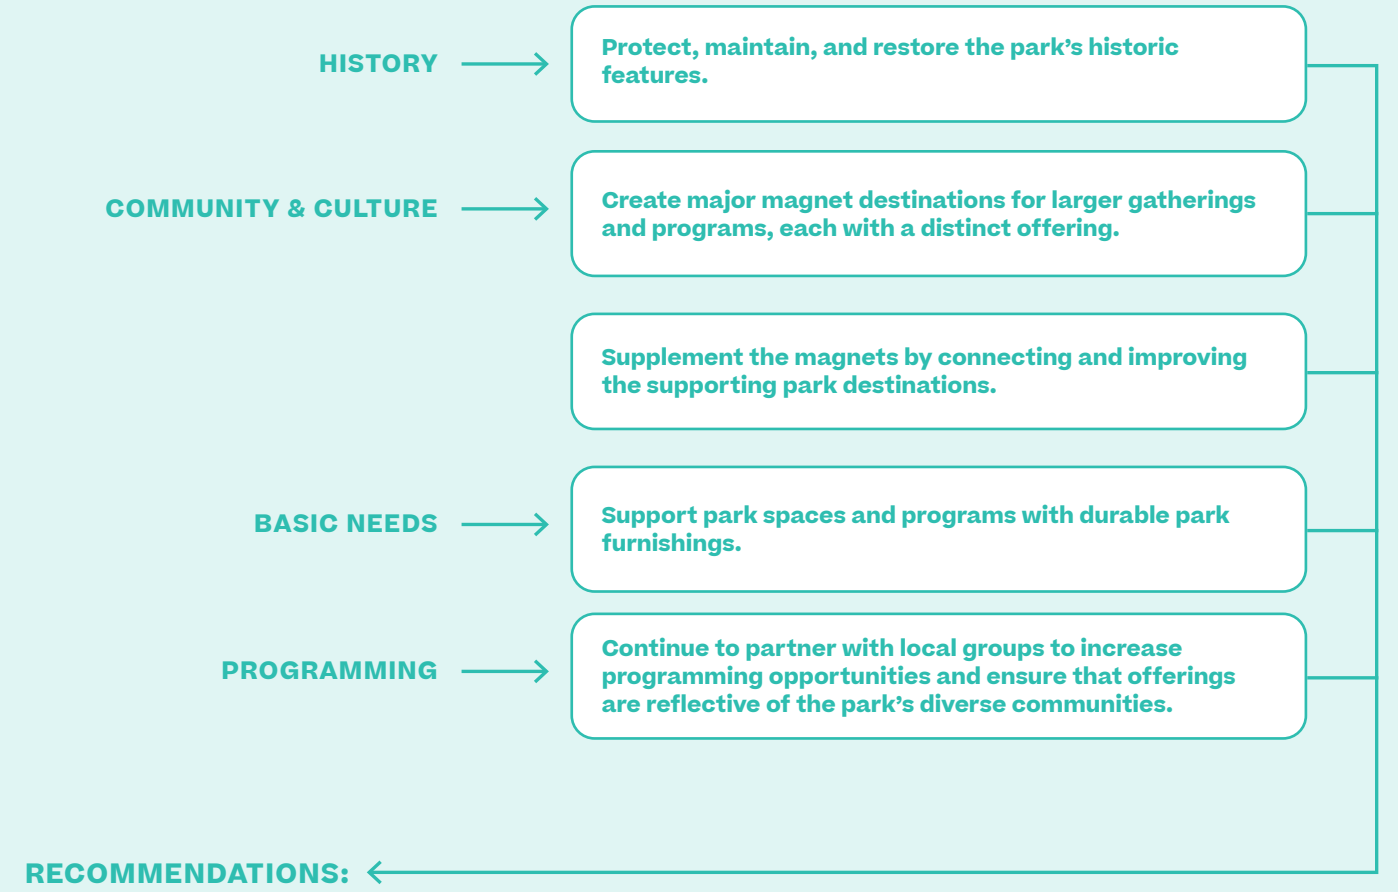 HISTORY
Protect, maintain, and restore the park’s historic
features.
COMMUNITY & CULTURE
Create major magnet destinations for larger gatherings
and programs, each with a distinct offering.
Supplement the magnets by connecting and improving
the supporting park destinations.
BASIC NEEDS
Support park spaces and programs with durable park
furnishings.
PROGRAMMING
Continue to partner with local groups to increase
programming opportunities and ensure that offerings
are reflective of the park’s diverse communities.
RECOMMENDATIONS: